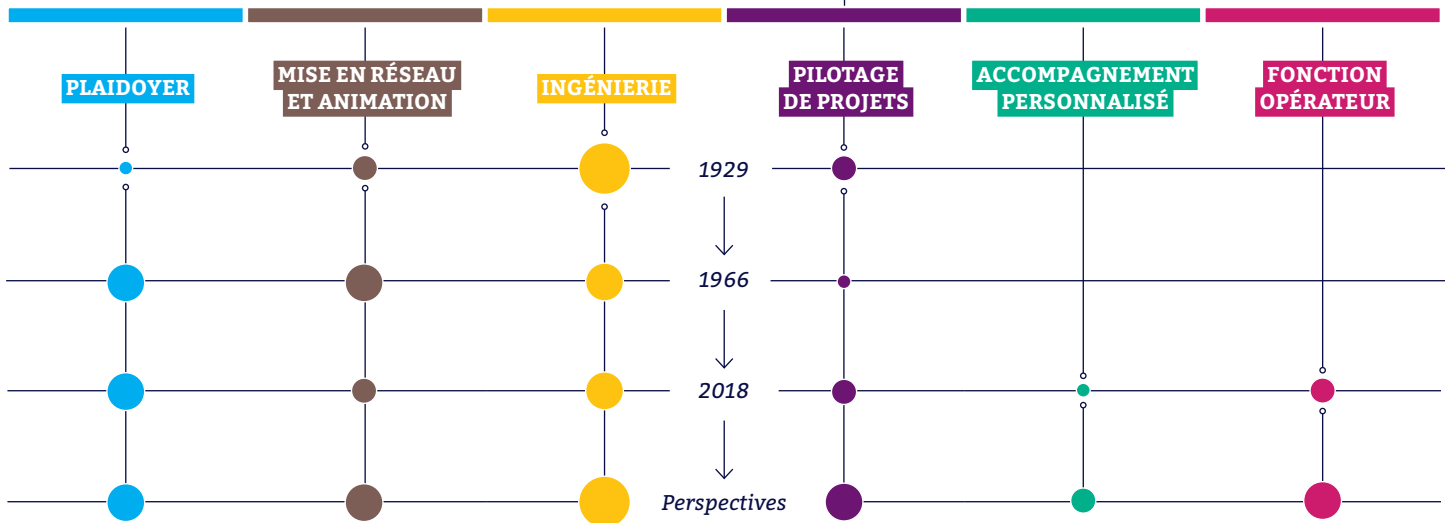 PLAIDOYER
MISE EN RÉSEAU
ET ANIMATION
INGÉNIERIE
PILOTAGE
DE PROJETS
ACCOMPAGNEMENT
PERSONNALISÉ
FONCTION
OPÉRATEUR
1929
1966
2018
Perspectives